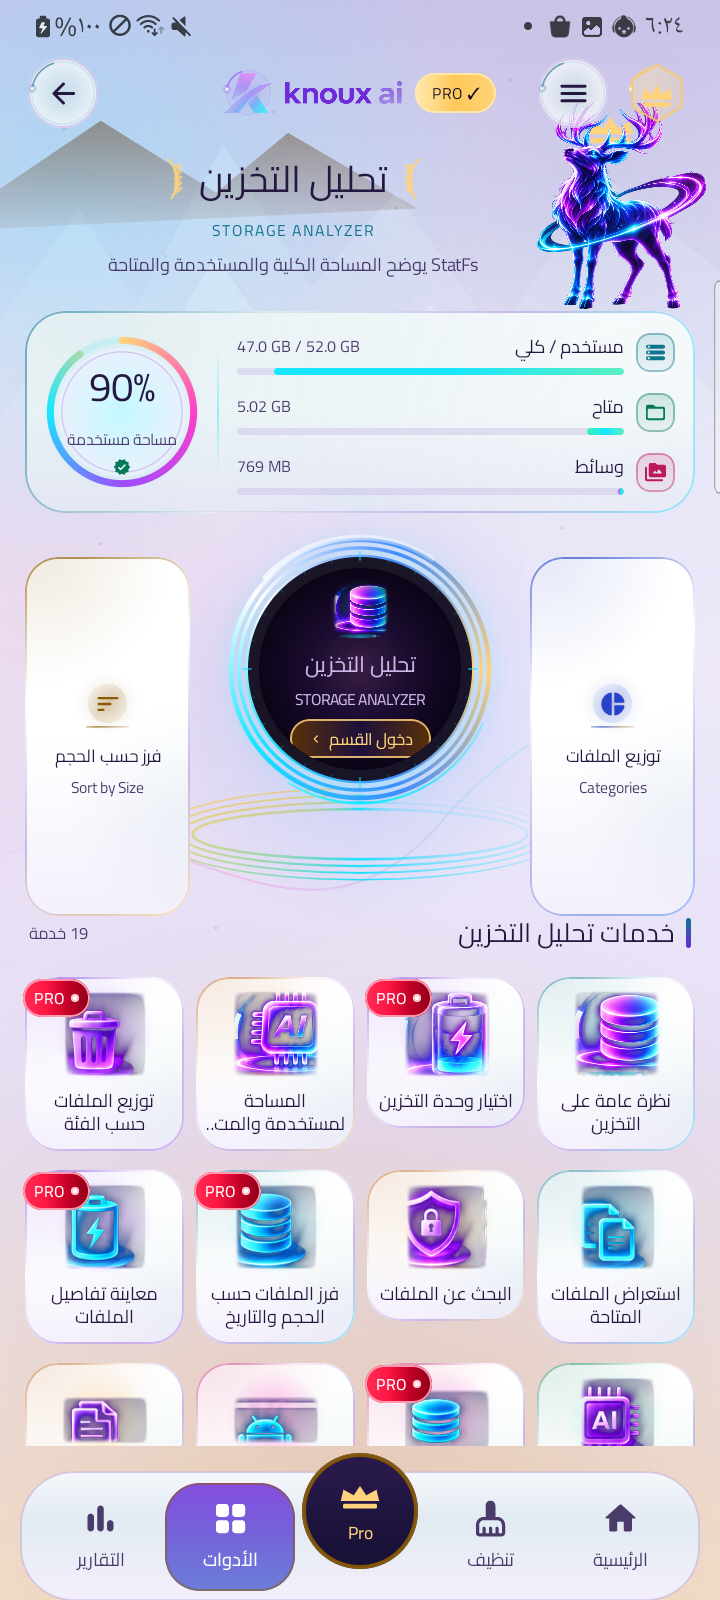 %١٠٠
٦:٢٤
knoux ai
PRO ✓
تحليل التخزين
STORAGE ANALYZER
StatFs يوضح المساحة الكلية والمستخدمة والمتاحة
مستخدم / كلي
47.0 GB / 52.0 GB
متاح
5.02 GB
وسائط
769 MB
90%
مساحة مستخدمة
توزيع الملفات
Categories
تحليل التخزين
STORAGE ANALYZER
دخول القسم ‹
فرز حسب الحجم
Sort by Size
خدمات تحليل التخزين
19 خدمة
نظرة عامة على
التخزين
PRO
اختيار وحدة التخزين
AI
المساحة
لمستخدمة والمت..
PRO
توزيع الملفات
حسب الفئة
استعراض الملفات
المتاحة
البحث عن الملفات
PRO
فرز الملفات حسب
الحجم والتاريخ
PRO
معاينة تفاصيل
الملفات
AI
PRO
الرئيسية
تنظيف
Pro
الأدوات
التقارير